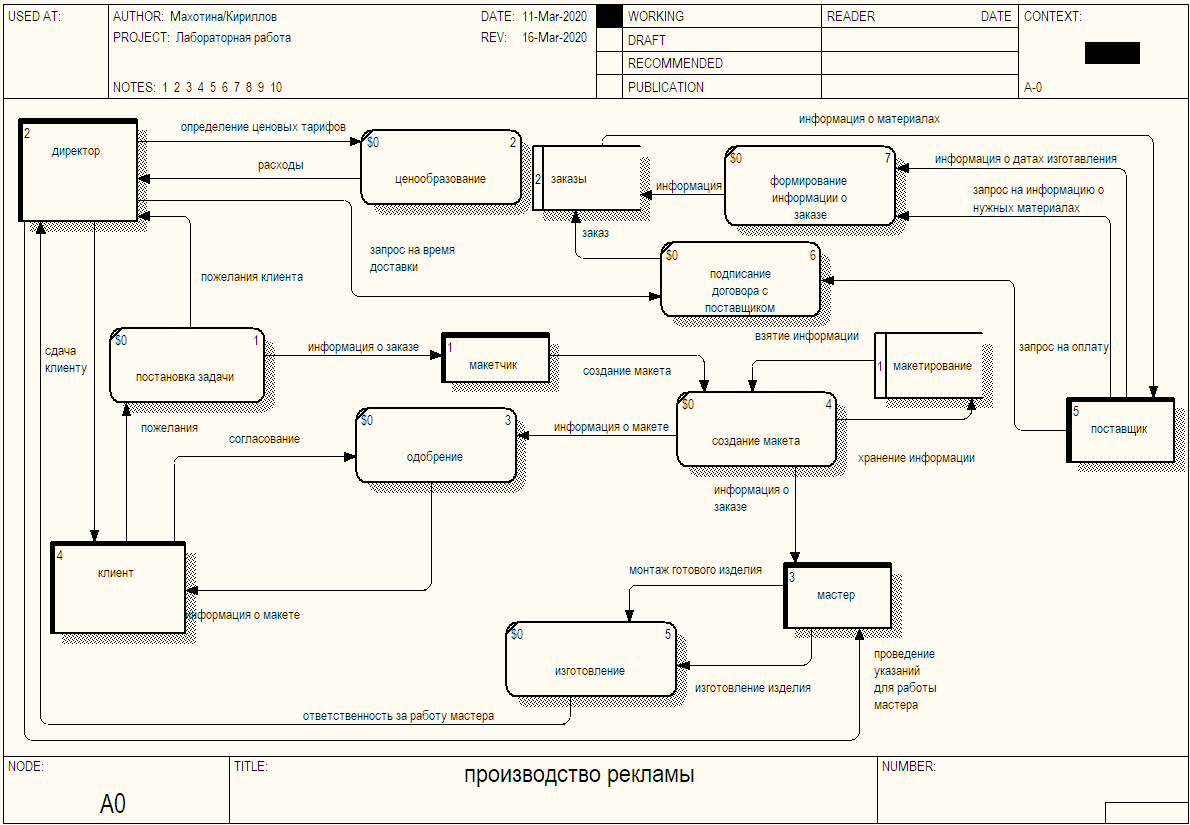 USED AT:
AUTHOR: Махотина/Кириллов
DATE: 11-Mar-2020
PROJECT: Лабораторная работа
REV: 16-Mar-2020
NOTES: 1 2 3 4 5 6 7 8 9 10
WORKING
DRAFT
RECOMMENDED
PUBLICATION
READER
DATE
CONTEXT:
A-0
информация о материалах
2
директор
определение ценовых тарифов
расходы
$0
2
ценообразование
2
заказы
информация
$0
7
формирование
информации о
заказе
информация о датах изготавления
запрос на информацию о
нужных материалах
заказ
запрос на время
доставки
$0
6
подписание
договора с
поставщиком
пожелания клиента
сдача
клиенту
$0
1
постановка задачи
информация о заказе
1
макетчик
создание макета
взятие информации
1
макетирование
запрос на оплату
5
поставщик
пожелания
согласование
$0
3
одобрение
информация о макете
$0
4
создание макета
хранение информации
информация о
заказе
4
клиент
информация о макете
монтаж готового изделия
3
мастер
$0
5
изготовление
изготовление изделия
проведение
указаний
для работы
мастера
ответственность за работу мастера
NODE:
A0
TITLE:
производство рекламы
NUMBER: